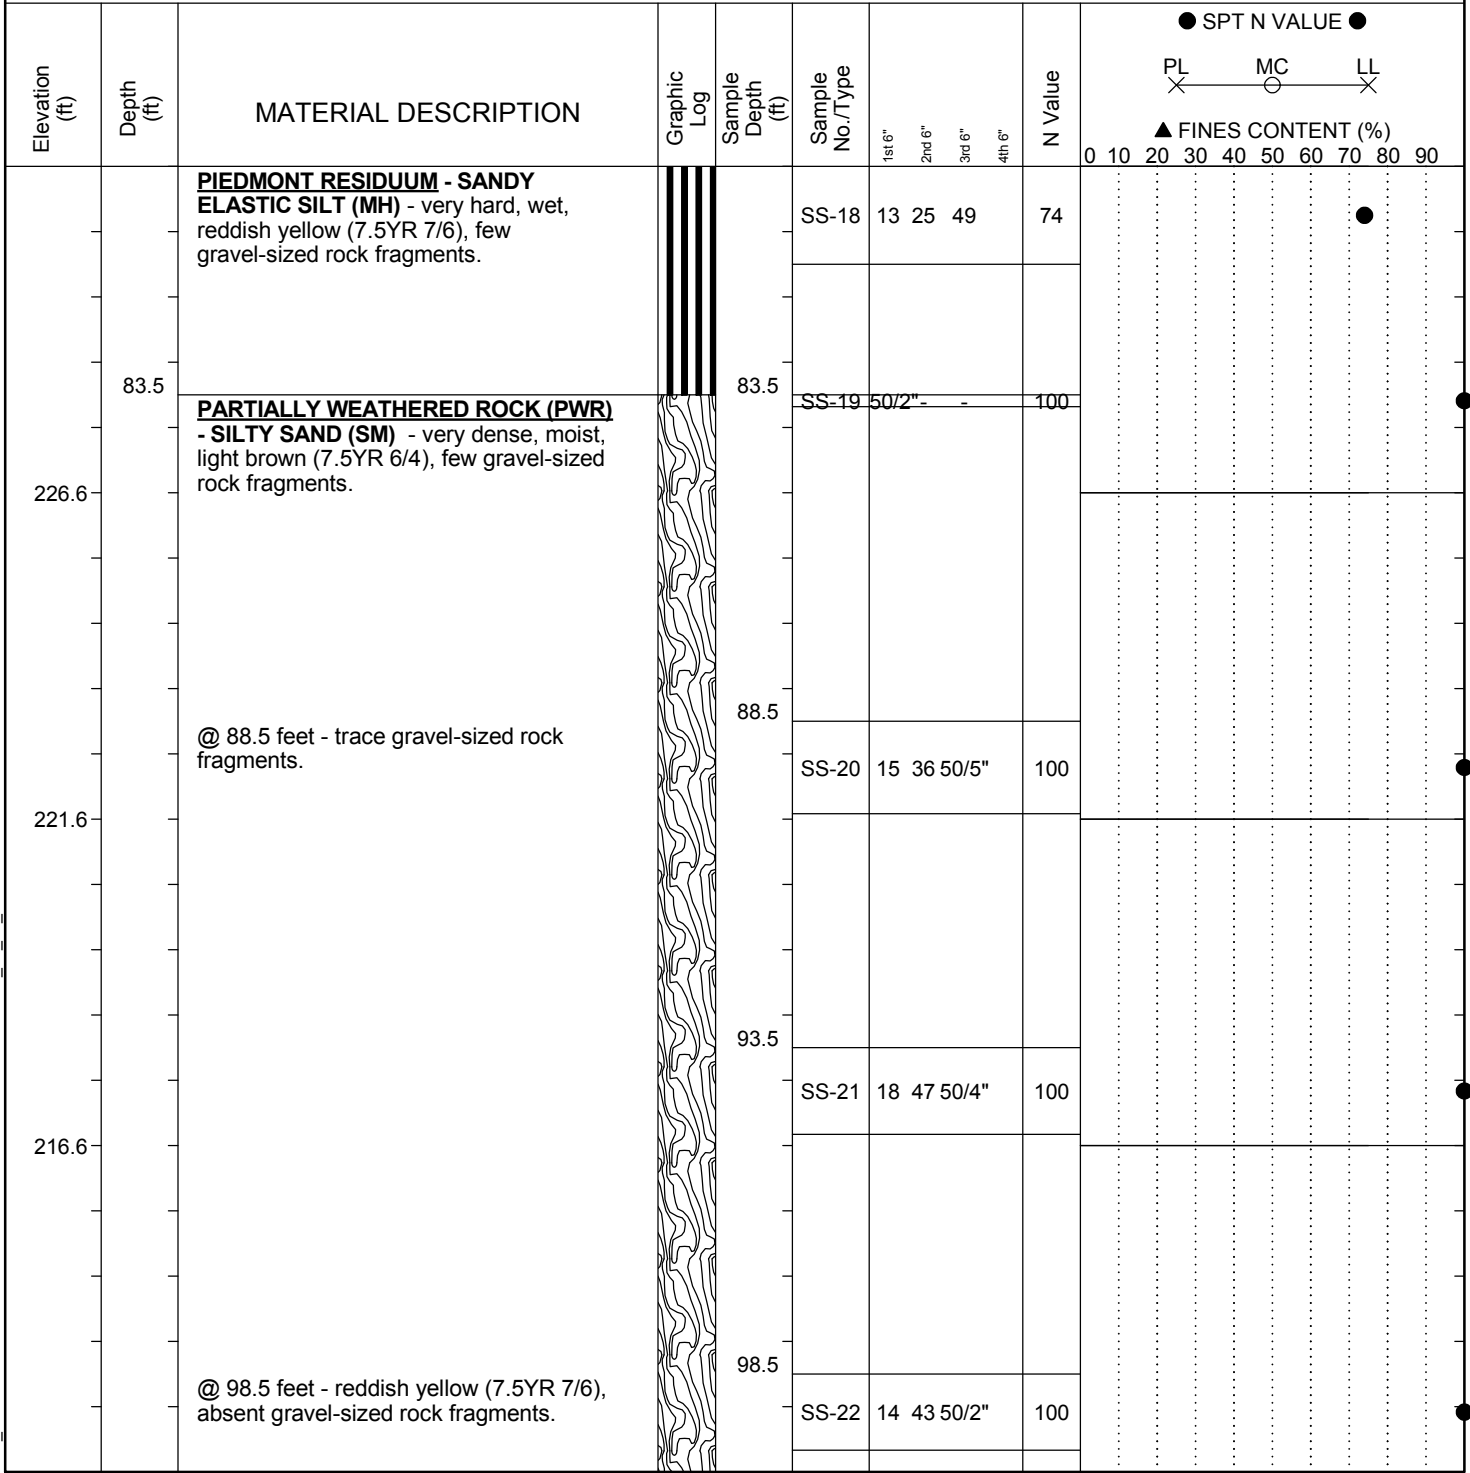 Elevation
(ft)
Depth
(ft)
MATERIAL DESCRIPTION
Graphic
Log
Sample
Depth
(ft)
Sample
No./Type
1st 6"
2nd 6"
3rd 6"
4th 6"
N Value
● SPT N VALUE ●
PL MC LL
▲ FINES CONTENT (%)
0 10 20 30 40 50 60 70 80 90
PIEDMONT RESIDUUM - SANDY
ELASTIC SILT (MH) - very hard, wet,
reddish yellow (7.5YR 7/6), few
gravel-sized rock fragments.
SS-18 13 25 49 74
83.5 83.5
SS-19 50/2" - - 100
PARTIALLY WEATHERED ROCK (PWR)
- SILTY SAND (SM) - very dense, moist,
light brown (7.5YR 6/4), few gravel-sized
rock fragments.
226.6
88.5
@ 88.5 feet - trace gravel-sized rock
fragments.
SS-20 15 36 50/5" 100
221.6
93.5
SS-21 18 47 50/4" 100
216.6
98.5
@ 98.5 feet - reddish yellow (7.5YR 7/6),
absent gravel-sized rock fragments.
SS-22 14 43 50/2" 100